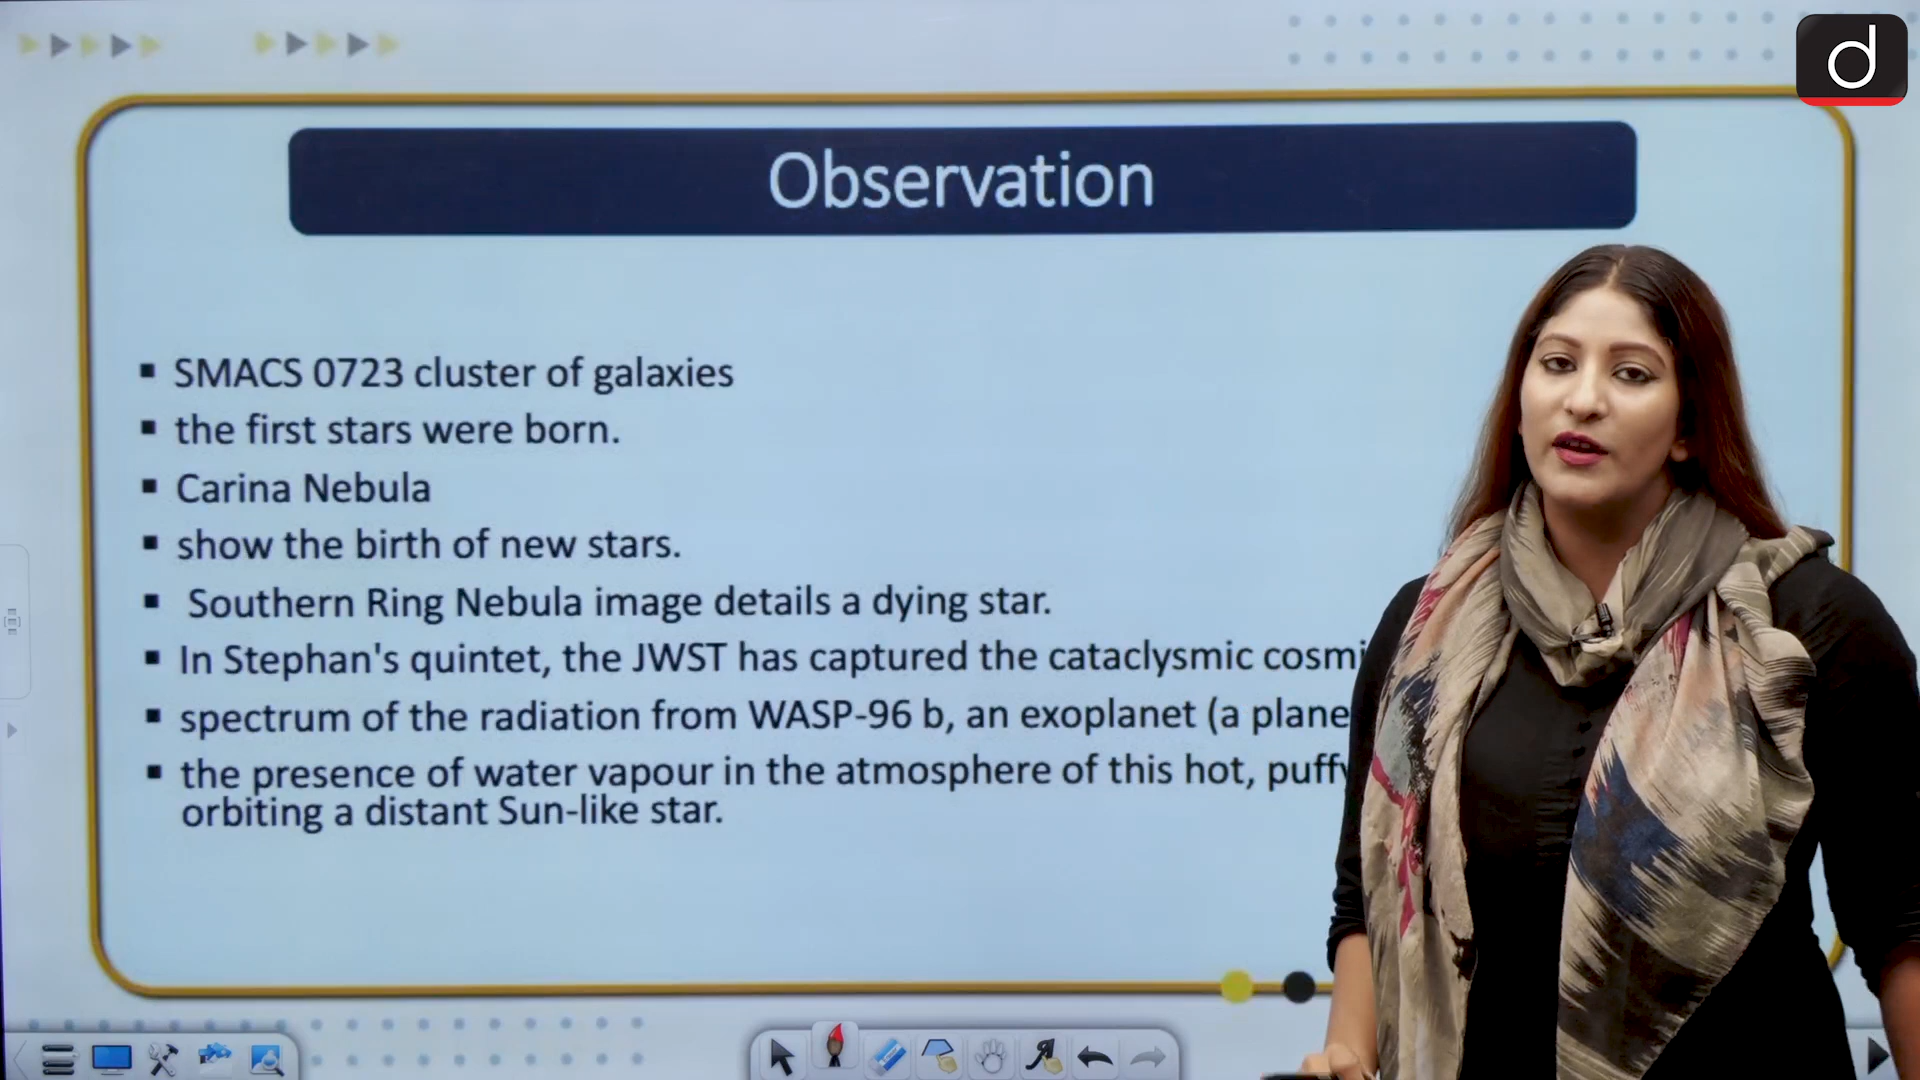 d
Observation
SMACS 0723 cluster of galaxies
the first stars were born.
Carina Nebula
show the birth of new stars.
Southern Ring Nebula image details a dying star.
In Stephan's quintet, the JWST has captured the cataclysmic
spectrum of the radiation from WASP-96 b, an exoplanet (a
the presence of water vapour in the atmosphere of this hot,
orbiting a distant Sun-like star.